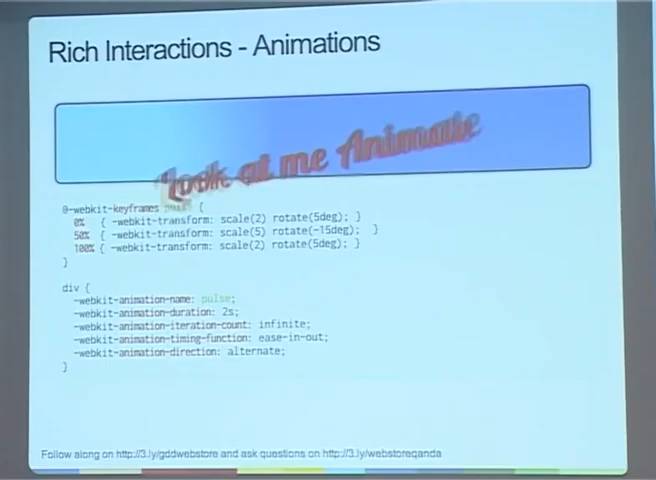 Rich Interactions - Animations
Look at me Animate
@-webkit-keyframes pulse {
0% { -webkit-transform: scale(2) rotate(5deg); }
50% { -webkit-transform: scale(5) rotate(-15deg); }
100% { -webkit-transform: scale(2) rotate(5deg); }
}
div {
-webkit-animation-name: pulse;
-webkit-animation-duration: 2s;
-webkit-animation-iteration-count: infinite;
-webkit-animation-timing-function: ease-in-out;
-webkit-animation-direction: alternate;
}
Follow along on http://3.ly/gddwebstore and ask questions on http://3.ly/webstoreqanda